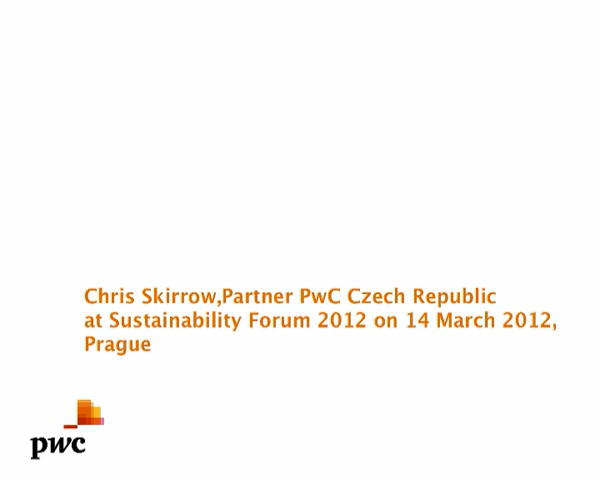 Chris Skirrow,Partner PwC Czech Republic
at Sustainability Forum 2012 on 14 March 2012,
Prague
pwc